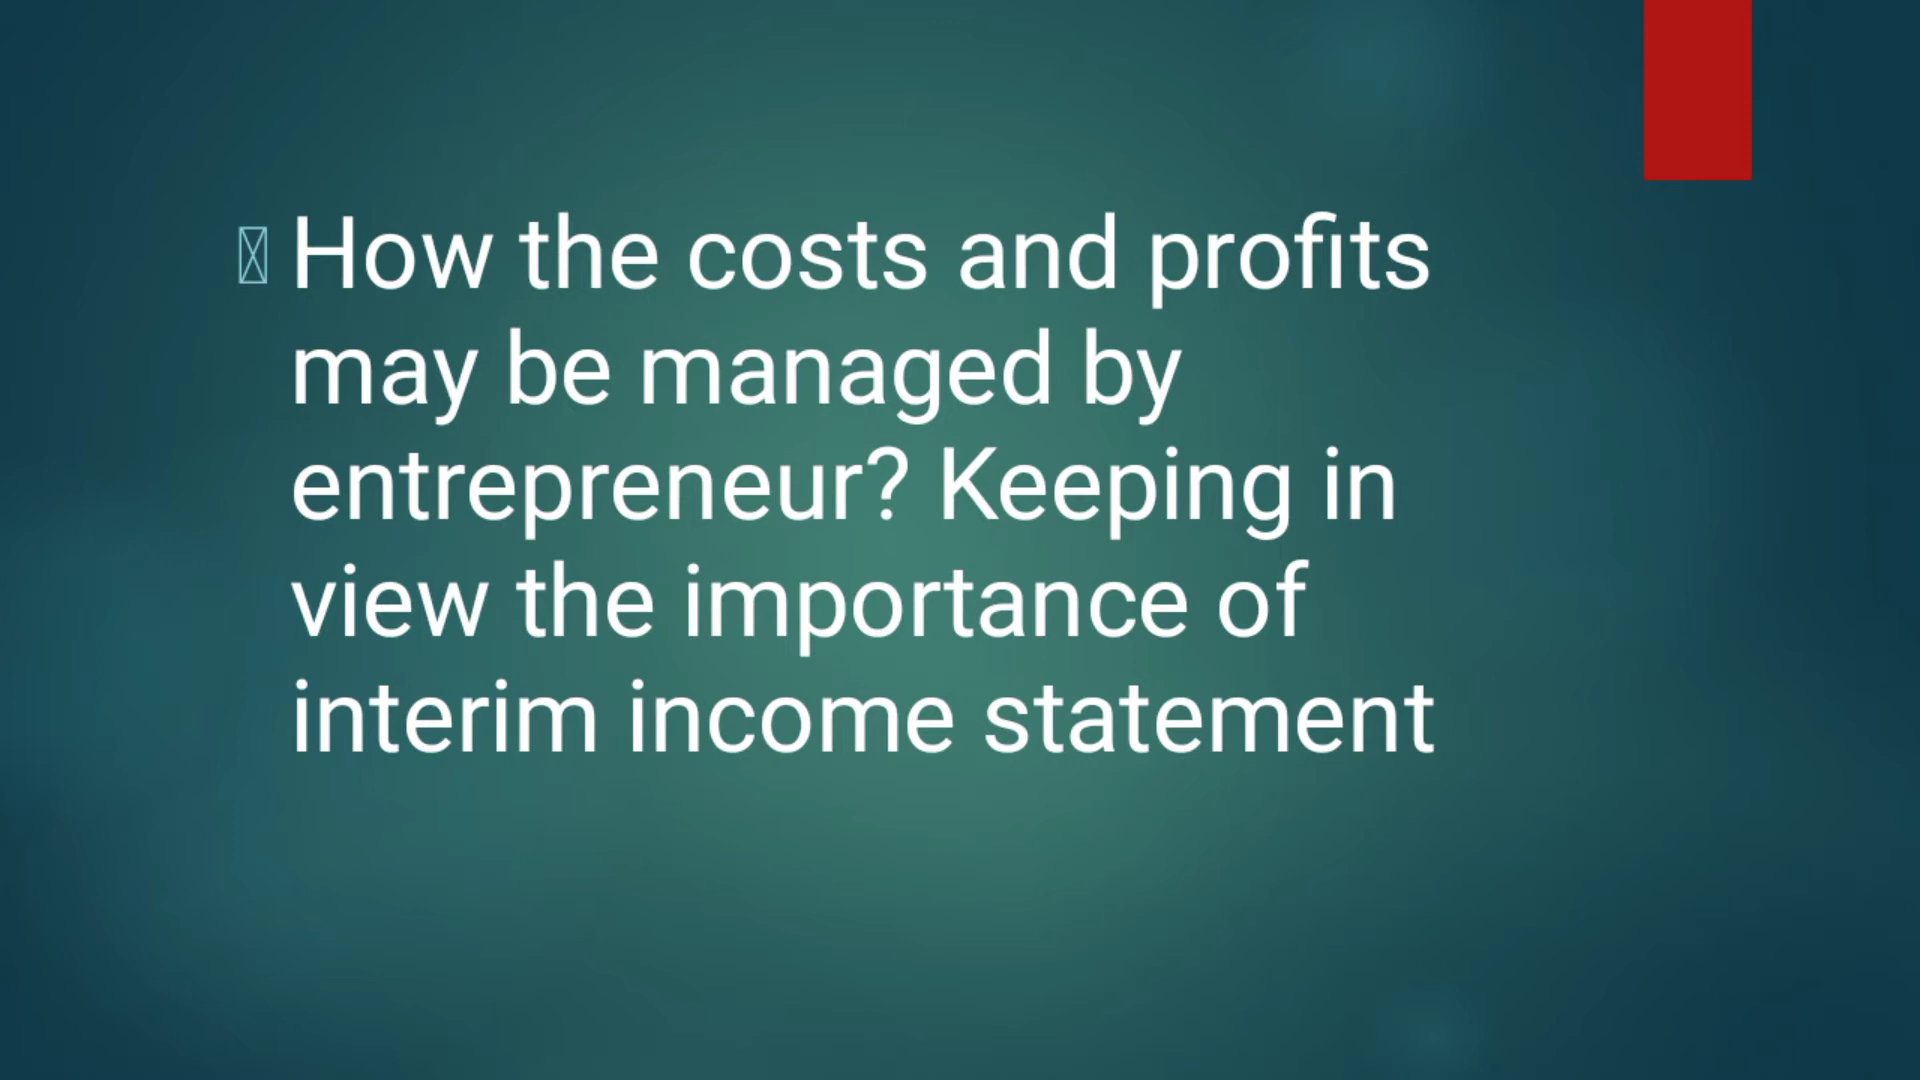 How the costs and profits
may be managed by
entrepreneur? Keeping in
view the importance of
interim income statement